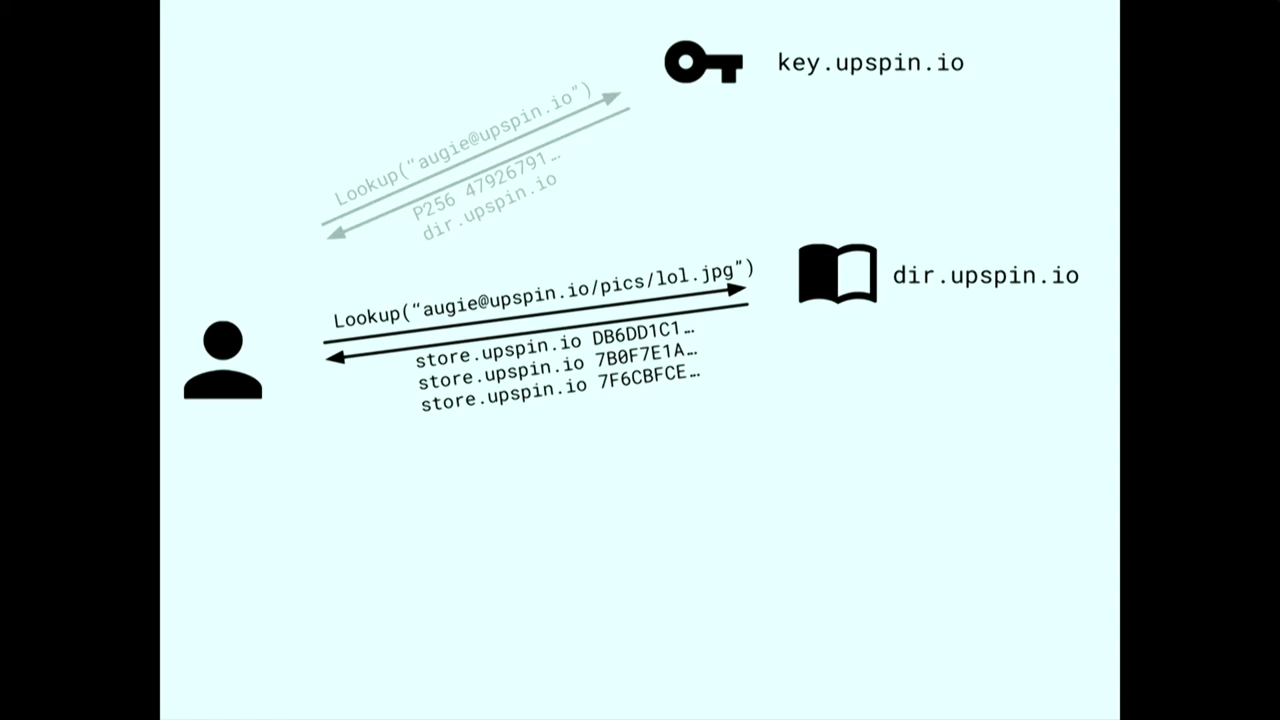 key.upspin.io
Lookup("augie@upspin.io")
P256 47926791…
dir.upspin.io
Lookup("augie@upspin.io/pics/lol.jpg")
dir.upspin.io
store.upspin.io DB6DD1C1…
store.upspin.io 7B0F7E1A…
store.upspin.io 7F6CBFCE…